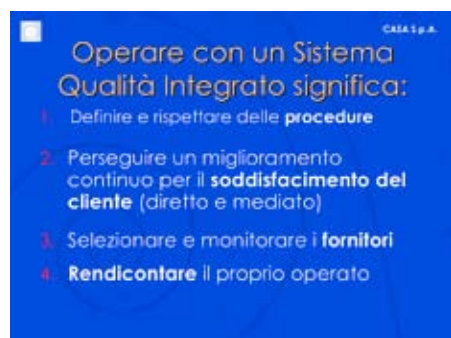 CASA S.p.A.
Operare con un Sistema
Qualità Integrato significa:
1. Definire e rispettare delle procedure
2. Perseguire un miglioramento
continuo per il soddisfacimento del
cliente (diretto e mediato)
3. Selezionare e monitorare i fornitori
4. Rendicontare il proprio operato